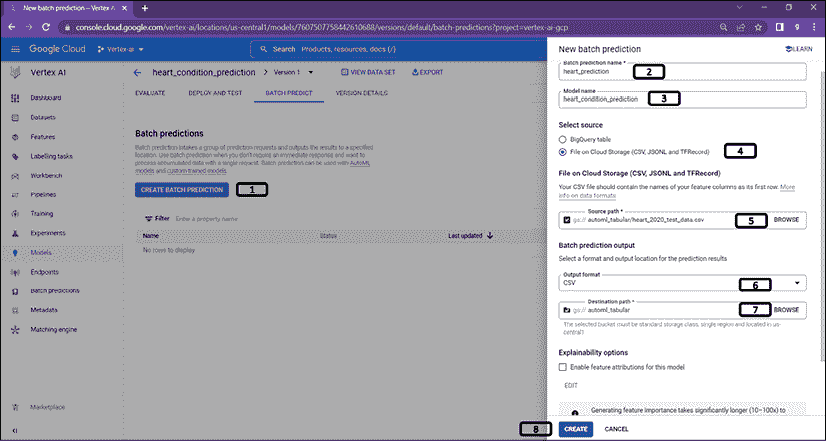 New batch prediction – Vertex A
console.cloud.google.com/vertex-ai/locations/us-central1/models/7607507758442610688/versions/default/batch-predictions?project=vertex-ai-gcp
Google Cloud
Vertex-ai
Search Products, resources, docs (/)
Vertex AI
Dashboard
Datasets
Features
Labelling tasks
Workbench
Pipelines
Training
Experiments
Models
Endpoints
Batch predictions
Metadata
Matching engine
Marketplace
heart_condition_prediction > Version 1
VIEW DATA SET
EXPORT
EVALUATE
DEPLOY AND TEST
BATCH PREDICT
VERSION DETAILS
Batch predictions
Batch prediction intakes a group of prediction requests and outputs the results to a specified
location. Use batch prediction when you don't require an immediate response and want to
process accumulated data with a single request. Batch prediction can be used with AutoML
models and custom trained models.
CREATE BATCH PREDICTION
1
Filter Enter a property name
Name
Status
Last updated
No rows to display
New batch prediction
LEARN
Batch prediction name *
heart_prediction
2
Model name
heart_condition_prediction
3
Select source
BigQuery table
File on Cloud Storage (CSV, JSONL and TFRecord)
4
File on Cloud Storage (CSV, JSONL and TFRecord)
Your CSV file should contain the names of your feature columns as its first row. More
info on data formats
Source path *
gs:// automl_tabular/heart_2020_test_data.csv
5
BROWSE
Batch prediction output
Select a format and output location for the prediction results
Output format
CSV
6
Destination path *
gs:// automl_tabular
7
BROWSE
The selected bucket must be standard storage class, single region and located in us-
central1
Explainability options
Enable feature attributions for this model
EDIT
Generating feature importance takes significantly longer (10–100x) to
8
CREATE
CANCEL